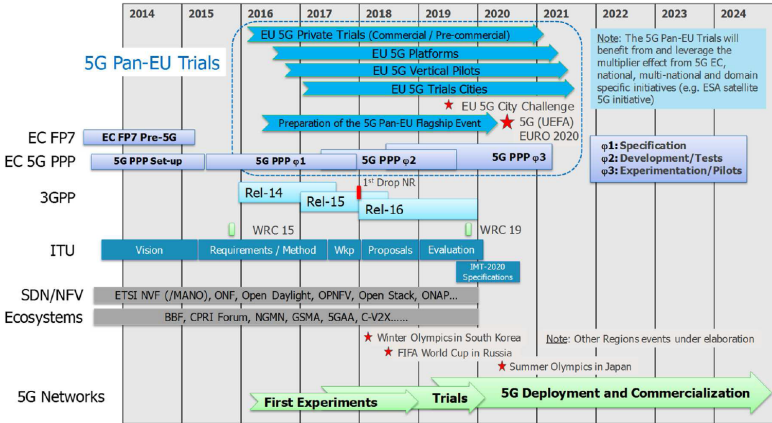 2014 2015 2016 2017 2018 2019 2020 2021 2022 2023 2024
5G Pan-EU Trials
EU 5G Private Trials (Commercial / Pre-commercial)
EU 5G Platforms
EU 5G Vertical Pilots
EU 5G Trials Cities
EU 5G City Challenge
Preparation of the 5G Pan-EU Flagship Event
5G (UEFA)
EURO 2020
Note: The 5G Pan-EU Trials will
benefit from and leverage the
multiplier effect from 5G EC,
national, multi-national and domain
specific initiatives (e.g. ESA satellite
5G initiative)
EC FP7
EC FP7 Pre-5G
EC 5G PPP
5G PPP Set-up
5G PPP φ1
5G PPP φ2
5G PPP φ3
φ1: Specification
φ2: Development/Tests
φ3: Experimentation/Pilots
3GPP
Rel-14
Rel-15
1st Drop NR
Rel-16
WRC 15
WRC 19
ITU
Vision
Requirements / Method
Wkp
Proposals
Evaluation
IMT-2020
Specifications
SDN/NFV
ETSI NVF (/MANO), ONF, Open Daylight, OPNFV, Open Stack, ONAP...
Ecosystems
BBF, CPRI Forum, NGMN, GSMA, 5GAA, C-V2X......
Winter Olympics in South Korea
FIFA World Cup in Russia
Summer Olympics in Japan
Note: Other Regions events under elaboration
5G Networks
First Experiments
Trials
5G Deployment and Commercialization